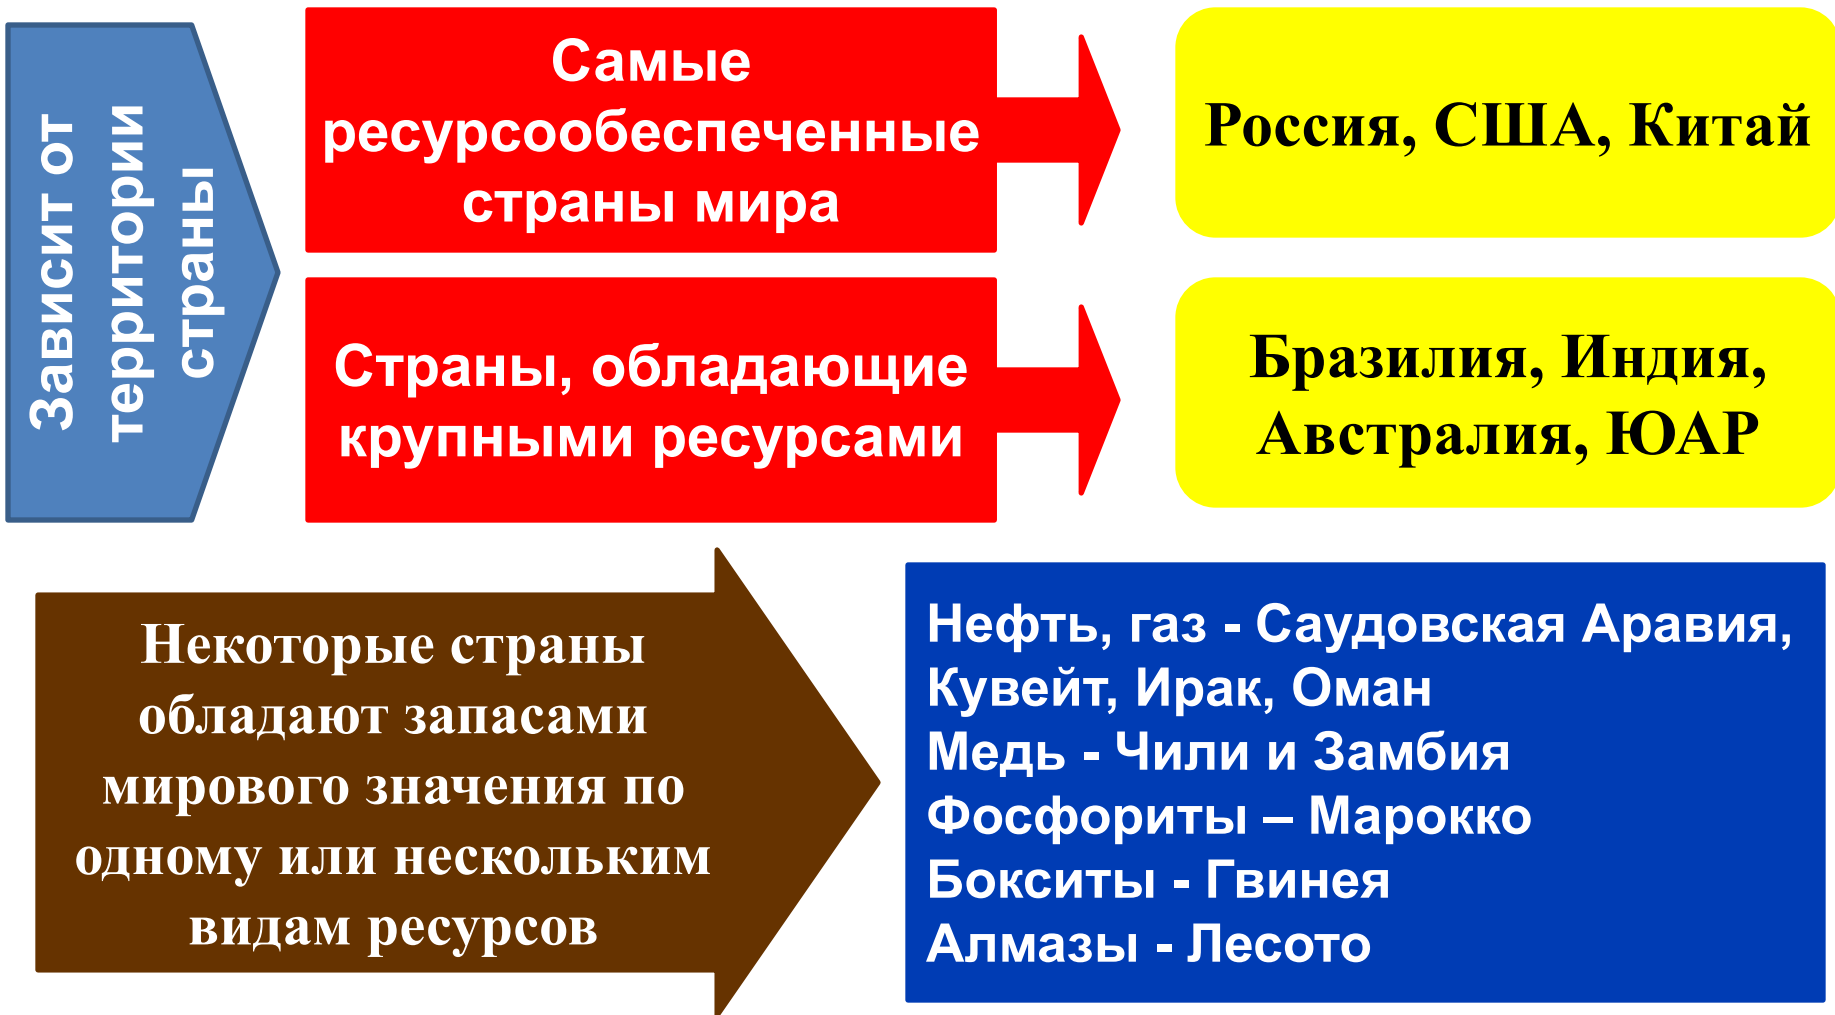 Зависит от
территории
страны
Самые
ресурсообеспеченные
страны мира
Россия, США, Китай
Страны, обладающие
крупными ресурсами
Бразилия, Индия,
Австралия, ЮАР
Некоторые страны
обладают запасами
мирового значения по
одному или нескольким
видам ресурсов
Нефть, газ - Саудовская Аравия,
Кувейт, Ирак, Оман
Медь - Чили и Замбия
Фосфориты – Марокко
Бокситы - Гвинея
Алмазы - Лесото